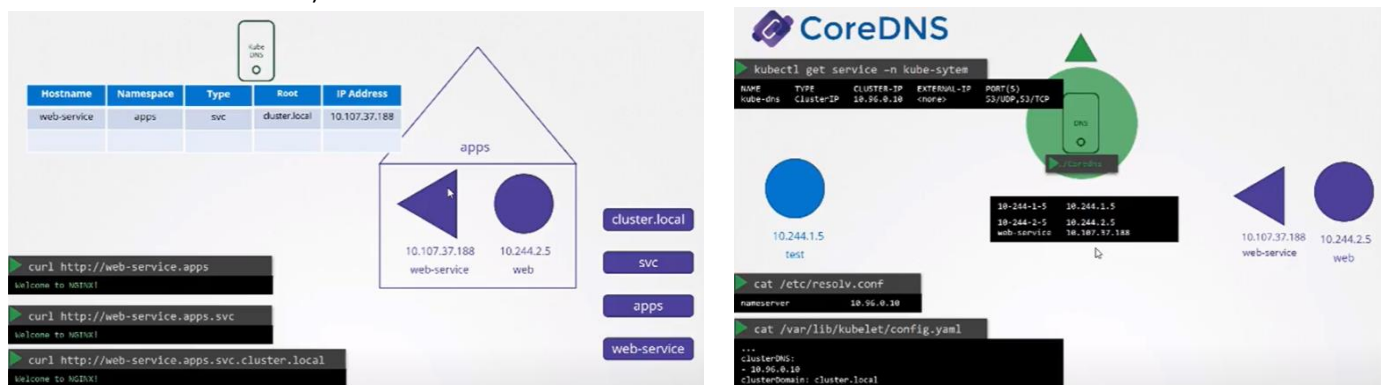 Kube
DNS
Hostname Namespace Type Root IP Address
web-service apps svc cluster.local 10.107.37.188
apps
10.107.37.188 10.244.2.5
web-service web
cluster.local
svc
apps
web-service
curl http://web-service.apps
Welcome to NGINX!
curl http://web-service.apps.svc
Welcome to NGINX!
curl http://web-service.apps.svc.cluster.local
Welcome to NGINX!
CoreDNS
kubectl get service –n kube-sytem
NAME TYPE CLUSTER-IP EXTERNAL-IP PORT(S)
kube-dns ClusterIP 10.96.0.10 <none> 53/UDP,53/TCP
DNS
./Coredns
10-244-1-5 10.244.1.5
10-244-2-5 10.244.2.5
web-service 10.107.37.188
10.244.1.5
test
10.107.37.188 10.244.2.5
web-service web
cat /etc/resolv.conf
nameserver 10.96.0.10
cat /var/lib/kubelet/config.yaml
...
clusterDNS:
- 10.96.0.10
clusterDomain: cluster.local